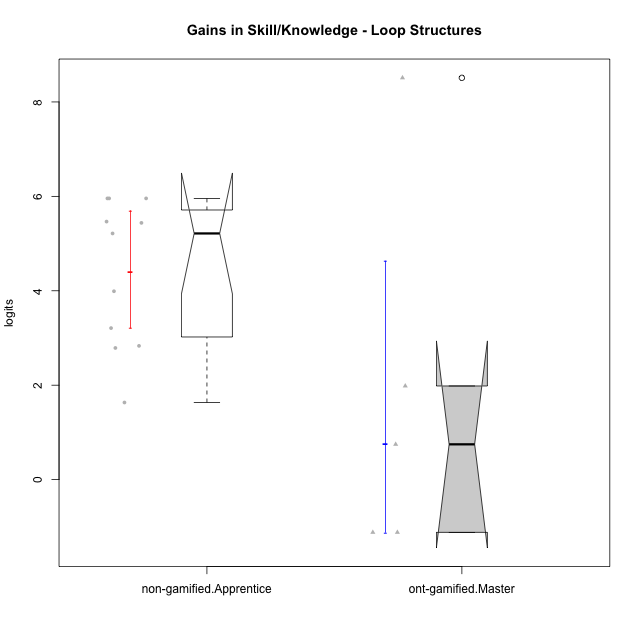 Gains in Skill/Knowledge - Loop Structures
logits
8
6
4
2
0
non-gamified.Apprentice
ont-gamified.Master